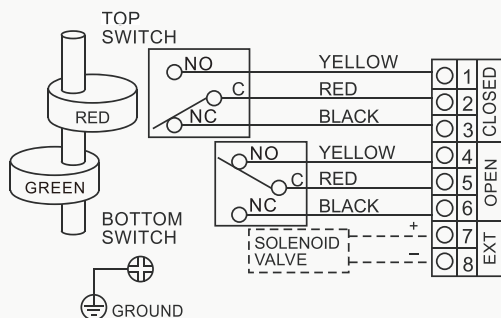 TOP
SWITCH
NO
C
NC
YELLOW
RED
BLACK
1
2
3
CLOSED
RED
GREEN
NO
C
NC
YELLOW
RED
BLACK
4
5
6
OPEN
BOTTOM
SWITCH
SOLENOID
VALVE
+
–
7
8
EXT
GROUND